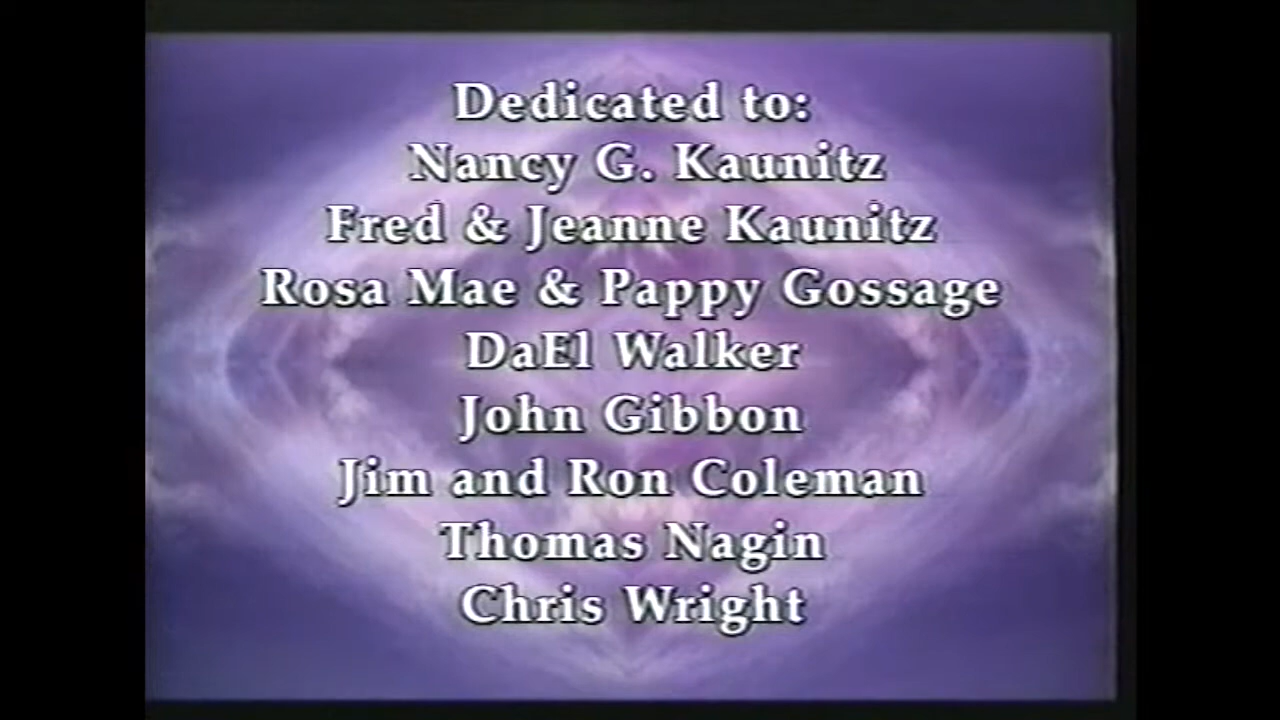 Dedicated to:
Nancy G. Kaunitz
Fred & Jeanne Kaunitz
Rosa Mae & Pappy Gossage
DaEl Walker
John Gibbon
Jim and Ron Coleman
Thomas Nagin
Chris Wright